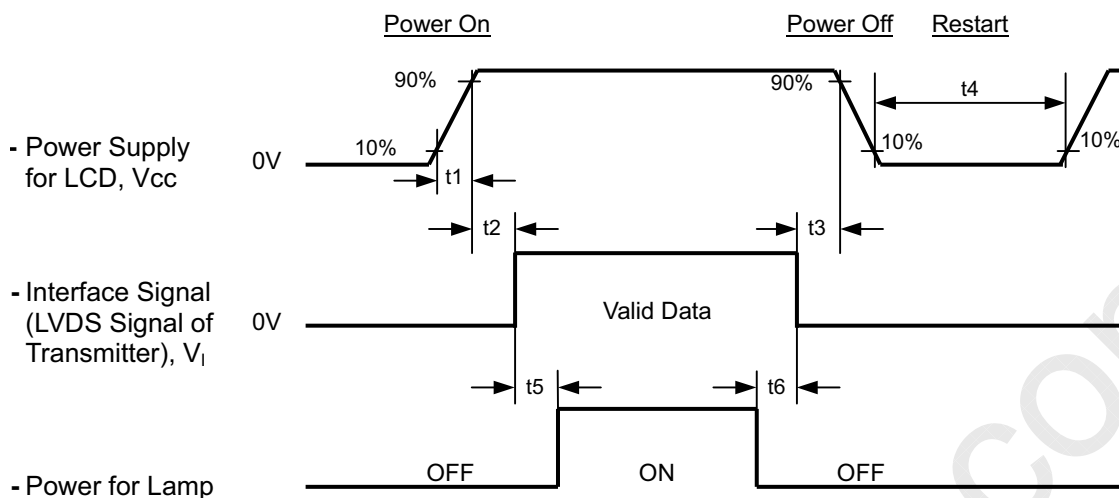 Power On
Power Off
Restart
90%
90%
t4
10%
10%
10%
- Power Supply for LCD, Vcc
0V
t1
t2
t3
- Interface Signal (LVDS Signal of Transmitter), VI
0V
Valid Data
t5
t6
- Power for Lamp
OFF
ON
OFF
com